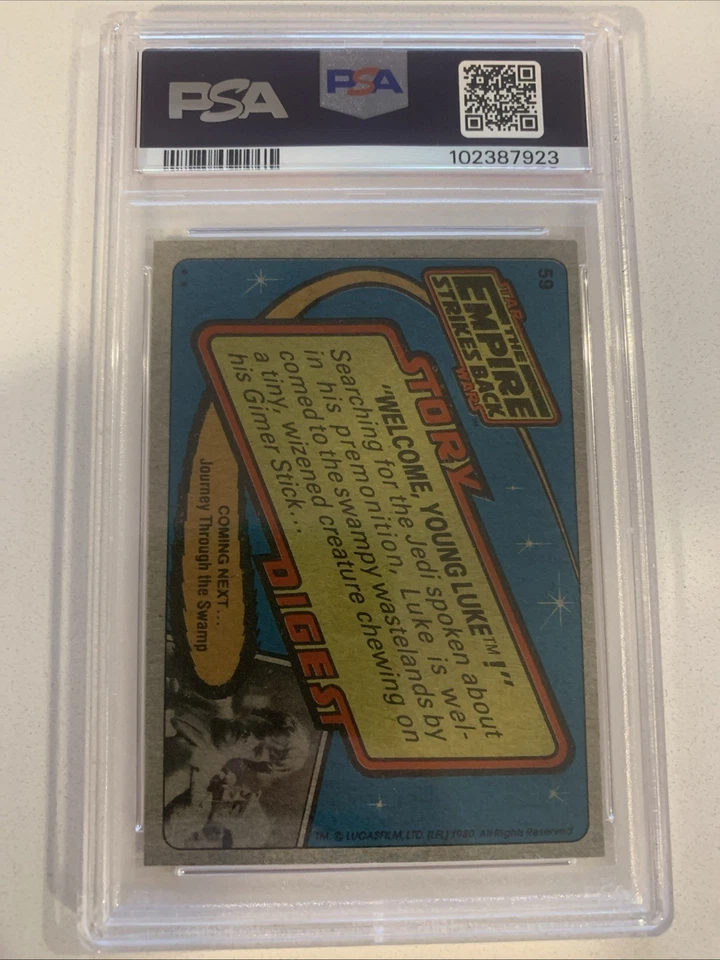 PSA
PSA
102387923
59
STAR
THE
EMPIRE
STRIKES BACK
WARS™
STORY
"WELCOME, YOUNG LUKE™!"
Searching for the Jedi spoken about
in his premonition, Luke is wel-
comed to the swampy wastelands by
a tiny, wizened creature chewing on
his Gimer Stick...
DIGEST
COMING NEXT...
Journey Through the Swamp
TM. © LUCASFILM, LTD. (LFL) 1980. All Rights Reserved
* *